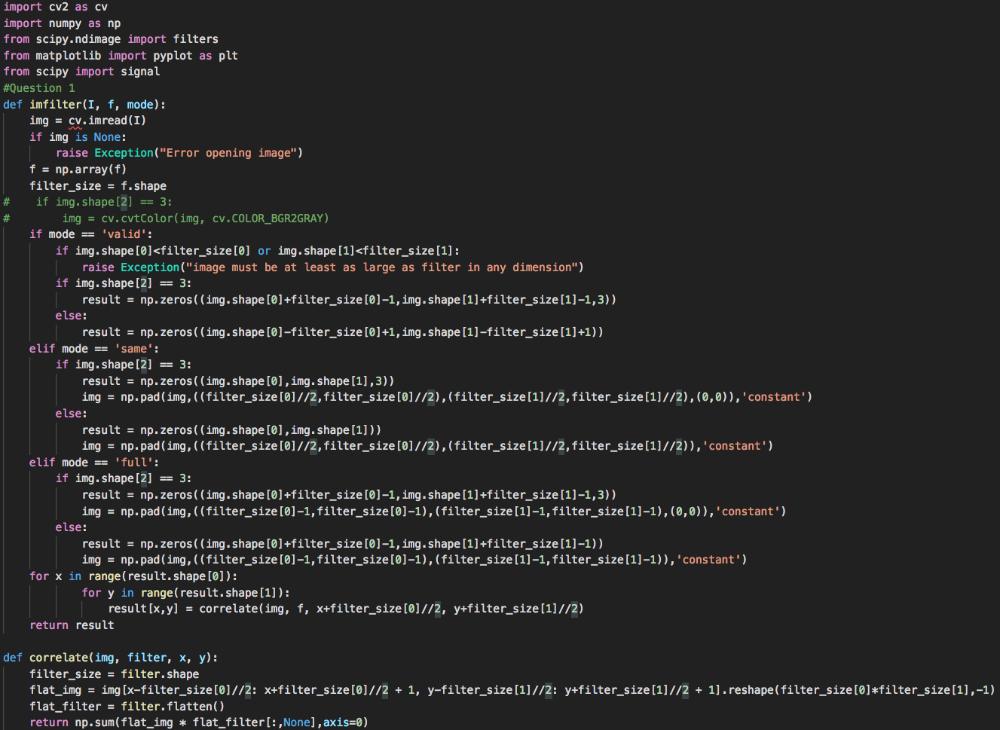 import cv2 as cv
import numpy as np
from scipy.ndimage import filters
from matplotlib import pyplot as plt
from scipy import signal
#Question 1
def imfilter(I, f, mode):
    img = cv.imread(I)
    if img is None:
        raise Exception("Error opening image")
    f = np.array(f)
    filter_size = f.shape
#    if img.shape[2] == 3:
#        img = cv.cvtColor(img, cv.COLOR_BGR2GRAY)
    if mode == 'valid':
        if img.shape[0]<filter_size[0] or img.shape[1]<filter_size[1]:
            raise Exception("image must be at least as large as filter in any dimension")
        if img.shape[2] == 3:
            result = np.zeros((img.shape[0]+filter_size[0]-1,img.shape[1]+filter_size[1]-1,3))
        else:
            result = np.zeros((img.shape[0]-filter_size[0]+1,img.shape[1]-filter_size[1]+1))
    elif mode == 'same':
        if img.shape[2] == 3:
            result = np.zeros((img.shape[0],img.shape[1],3))
            img = np.pad(img,((filter_size[0]//2,filter_size[0]//2),(filter_size[1]//2,filter_size[1]//2),(0,0)),'constant')
        else:
            result = np.zeros((img.shape[0],img.shape[1]))
            img = np.pad(img,((filter_size[0]//2,filter_size[0]//2),(filter_size[1]//2,filter_size[1]//2)),'constant')
    elif mode == 'full':
        if img.shape[2] == 3:
            result = np.zeros((img.shape[0]+filter_size[0]-1,img.shape[1]+filter_size[1]-1,3))
            img = np.pad(img,((filter_size[0]-1,filter_size[0]-1),(filter_size[1]-1,filter_size[1]-1),(0,0)),'constant')
        else:
            result = np.zeros((img.shape[0]+filter_size[0]-1,img.shape[1]+filter_size[1]-1))
            img = np.pad(img,((filter_size[0]-1,filter_size[0]-1),(filter_size[1]-1,filter_size[1]-1)),'constant')
    for x in range(result.shape[0]):
            for y in range(result.shape[1]):
                result[x,y] = correlate(img, f, x+filter_size[0]//2, y+filter_size[1]//2)
    return result

def correlate(img, filter, x, y):
    filter_size = filter.shape
    flat_img = img[x-filter_size[0]//2: x+filter_size[0]//2 + 1, y-filter_size[1]//2: y+filter_size[1]//2 + 1].reshape(filter_size[0]*filter_size[1],-1)
    flat_filter = filter.flatten()
    return np.sum(flat_img * flat_filter[:,None],axis=0)